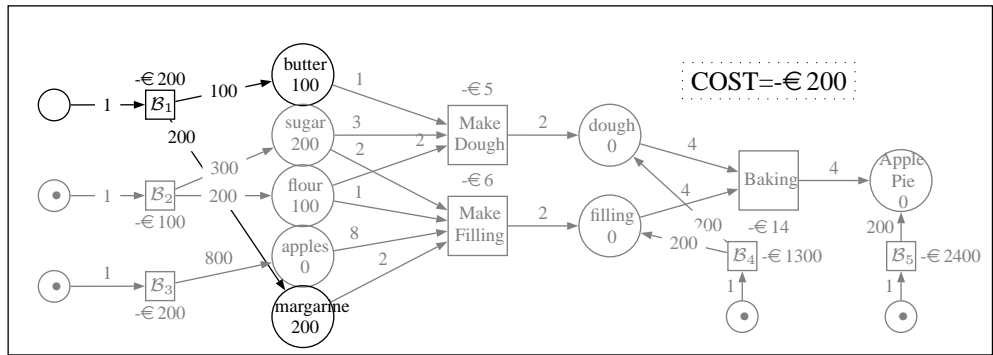 butter
100
-€ 200
1
B₁
100
200
1
-€ 5
COST=-€ 200
sugar
200
3
2
2
Make
Dough
2
dough
0
4
Apple
Pie
0
1
B₂
300
200
-€ 100
flour
100
1
-€ 6
Make
Filling
2
filling
0
4
Baking
4
-€ 14
1
B₃
800
-€ 200
apples
0
8
2
200
200
B₄
-€ 1300
1
200
B₅
-€ 2400
1
margarine
200